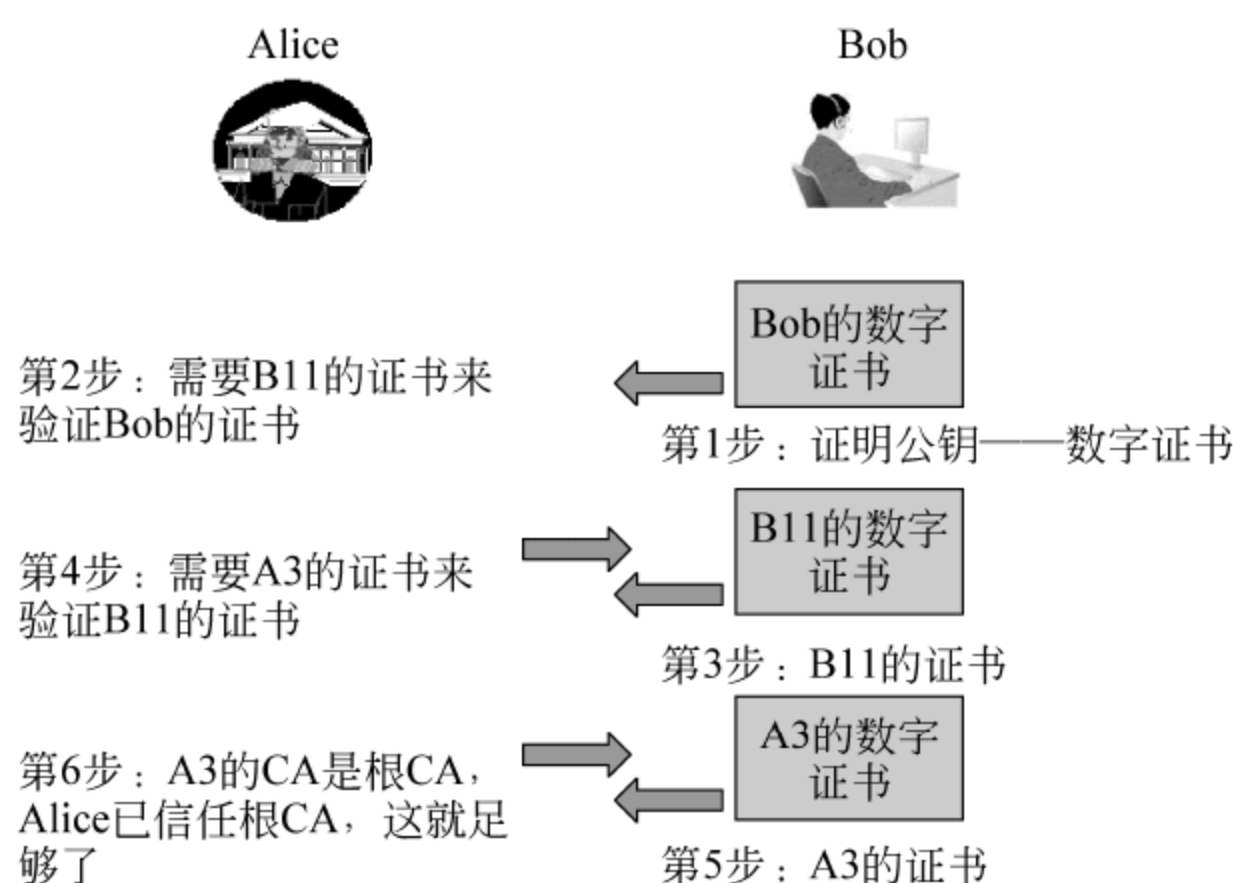 Alice
Bob
Bob的数字
证书
第1步：证明公钥——数字证书
第2步：需要B11的证书来
验证Bob的证书
B11的数字
证书
第3步：B11的证书
第4步：需要A3的证书来
验证B11的证书
A3的数字
证书
第5步：A3的证书
第6步：A3的CA是根CA，
Alice已信任根CA，这就足
够了